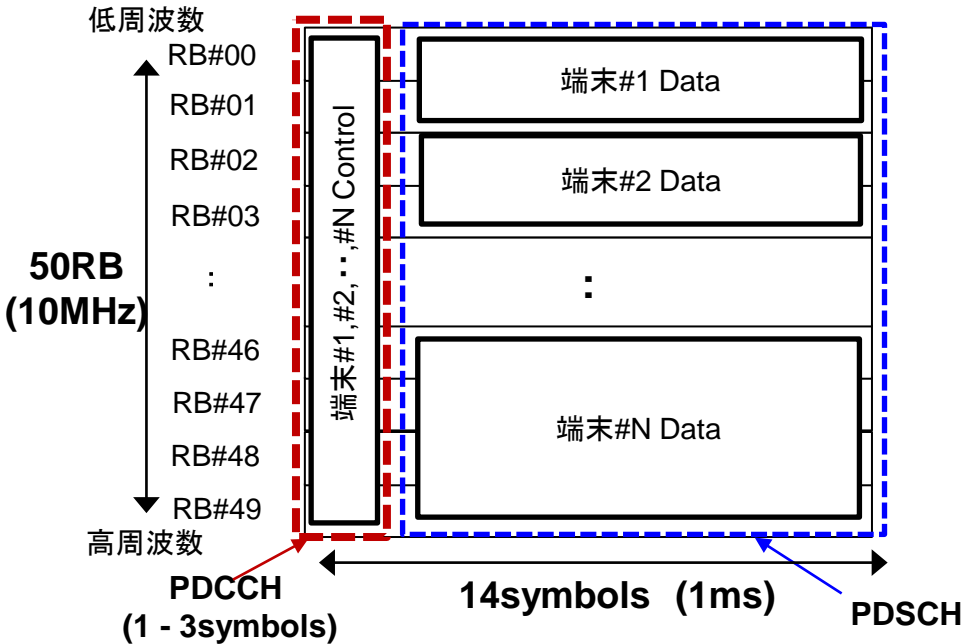 低周波数
RB#00
RB#01
RB#02
RB#03
:
RB#46
RB#47
RB#48
RB#49
高周波数
50RB
(10MHz)
端末#1,#2,･･,#N Control
端末#1 Data
端末#2 Data
:
端末#N Data
PDCCH
(1 - 3symbols)
14symbols (1ms)
PDSCH